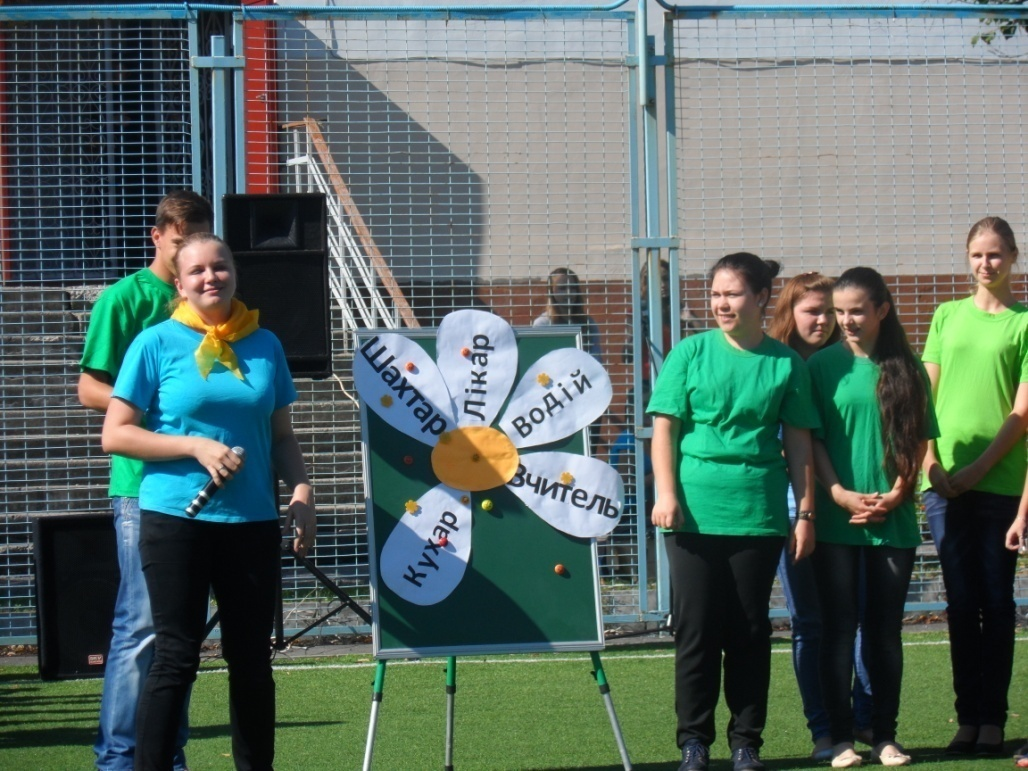 Шахтар
Лікар
Водій
Вчитель
Кухар